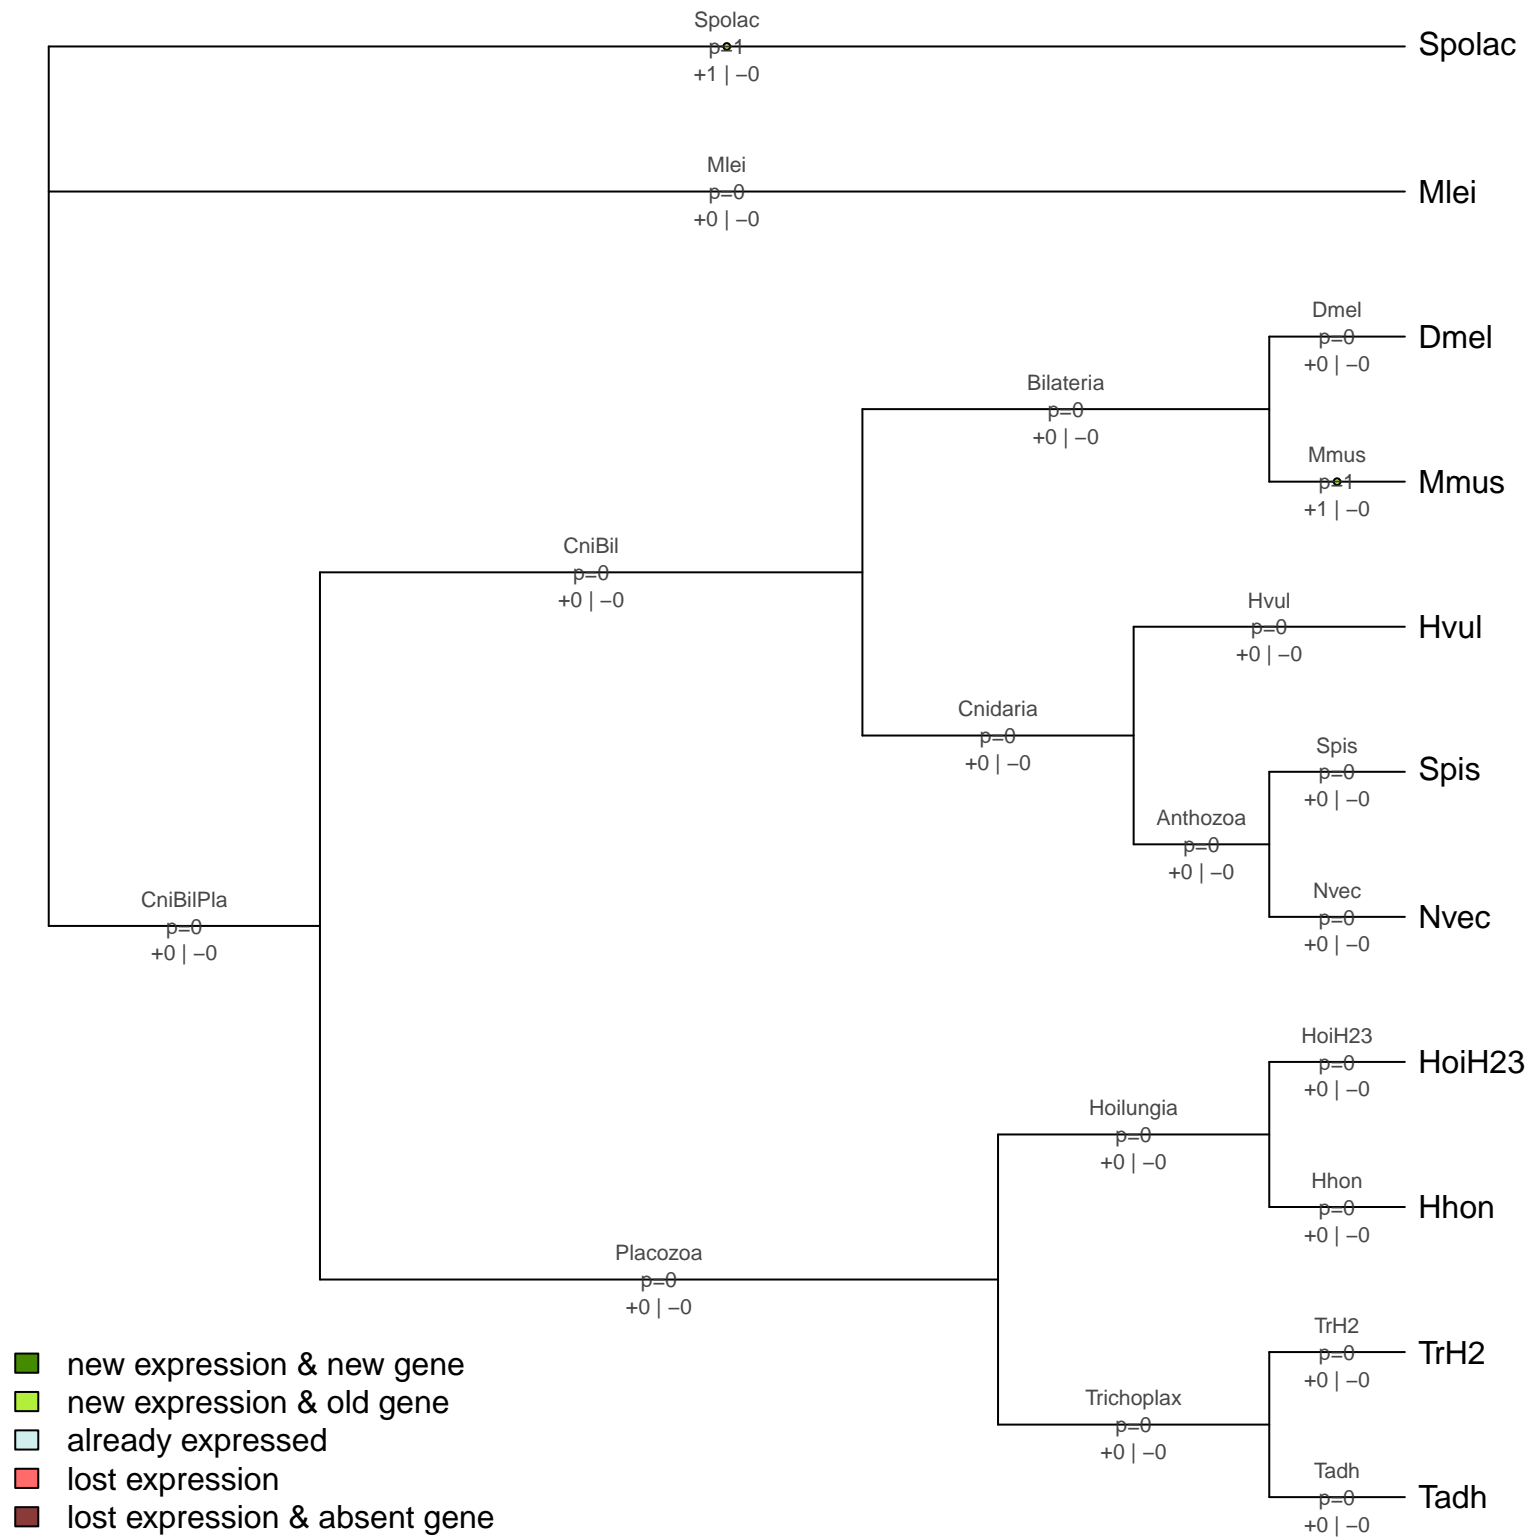 Spolac
p=1
+1 | −0
Spolac
Mlei
p=0
+0 | −0
Mlei
Dmel
p=0
+0 | −0
Dmel
Bilateria
p=0
+0 | −0
Mmus
p=1
+1 | −0
Mmus
CniBil
p=0
+0 | −0
Hvul
p=0
+0 | −0
Hvul
Cnidaria
p=0
+0 | −0
Spis
p=0
+0 | −0
Spis
Anthozoa
p=0
+0 | −0
Nvec
p=0
+0 | −0
Nvec
CniBilPla
p=0
+0 | −0
HoiH23
p=0
+0 | −0
HoiH23
Hoilungia
p=0
+0 | −0
Hhon
p=0
+0 | −0
Hhon
Placozoa
p=0
+0 | −0
TrH2
p=0
+0 | −0
TrH2
Trichoplax
p=0
+0 | −0
Tadh
p=0
+0 | −0
Tadh
new expression & new gene
new expression & old gene
already expressed
lost expression
lost expression & absent gene